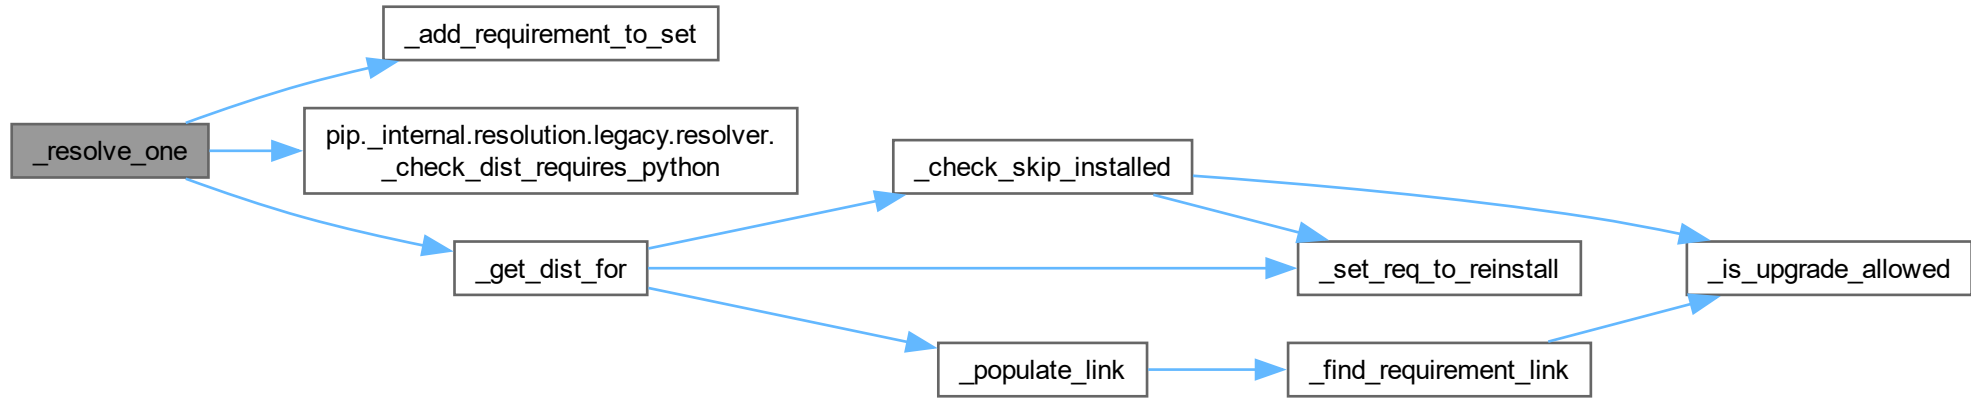 _add_requirement_to_set
_resolve_one
pip._internal.resolution.legacy.resolver.
_check_dist_requires_python
_get_dist_for
_check_skip_installed
_set_req_to_reinstall
_is_upgrade_allowed
_populate_link
_find_requirement_link